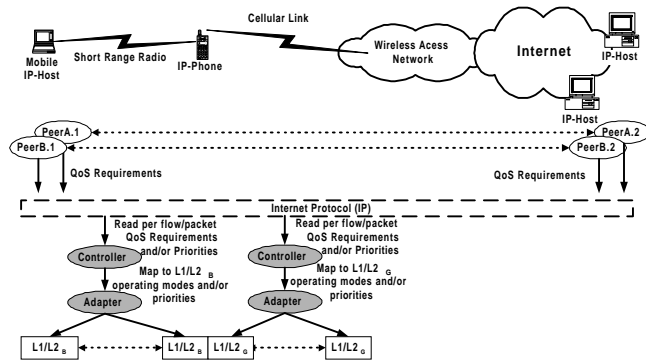 Cellular Link
Internet
Wireless Acess
Network
Mobile
IP-Host
Short Range Radio
IP-Phone
IP-Host
IP-Host
PeerA.1
PeerB.1
PeerA.2
PeerB.2
QoS Requirements
QoS Requirements
Internet Protocol (IP)
Read per flow/packet
QoS Requirements
and/or Priorities
Controller
Map to L1/L2 B
operating modes and/or
priorities
Adapter
L1/L2 B
L1/L2 B
Read per flow/packet
QoS Requirements
and/or Priorities
Controller
Map to L1/L2 G
operating modes and/or
priorities
Adapter
L1/L2 G
L1/L2 G